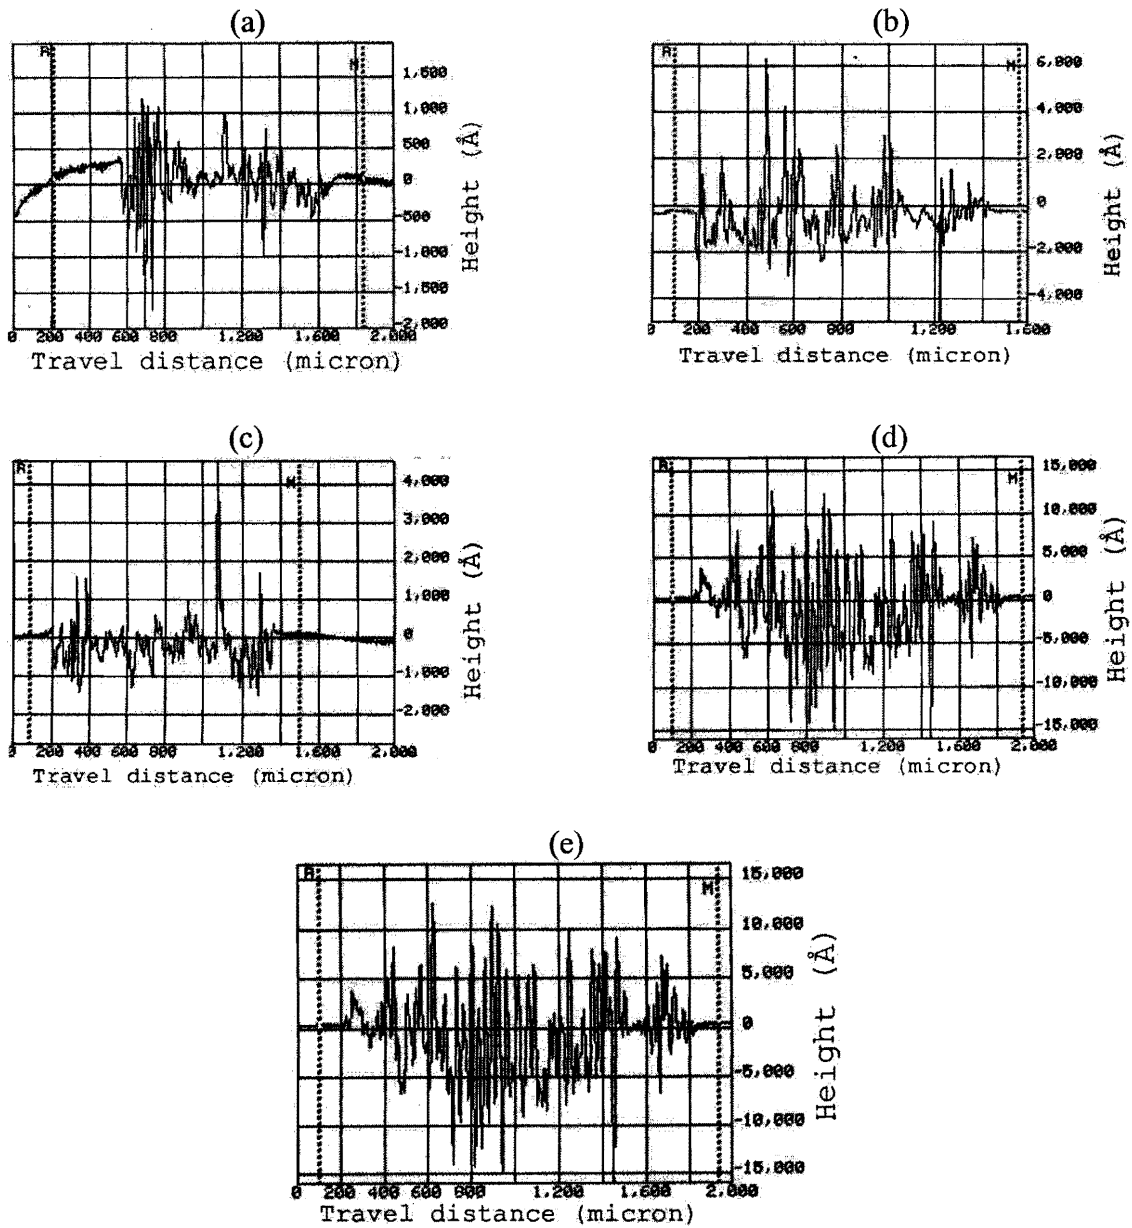 (a)
R
M
1,500
1,000
500
0
-500
-1,000
-1,500
-2,000
Height (Å)
0 200 400 600 800 1,200 1,600 2,000
Travel distance (micron)
(b)
R
M
6,000
4,000
2,000
0
-2,000
-4,000
Height (Å)
0 200 400 600 800 1,200 1,600
Travel distance (micron)
(c)
R
M
4,000
3,000
2,000
1,000
0
-1,000
-2,000
Height (Å)
0 200 400 600 800 1,200 1,600 2,000
Travel distance (micron)
(d)
R
M
15,000
10,000
5,000
0
-5,000
-10,000
-15,000
Height (Å)
0 200 400 600 800 1,200 1,600 2,000
Travel distance (micron)
(e)
R
M
15,000
10,000
5,000
0
-5,000
-10,000
-15,000
Height (Å)
0 200 400 600 800 1,200 1,600 2,000
Travel distance (micron)